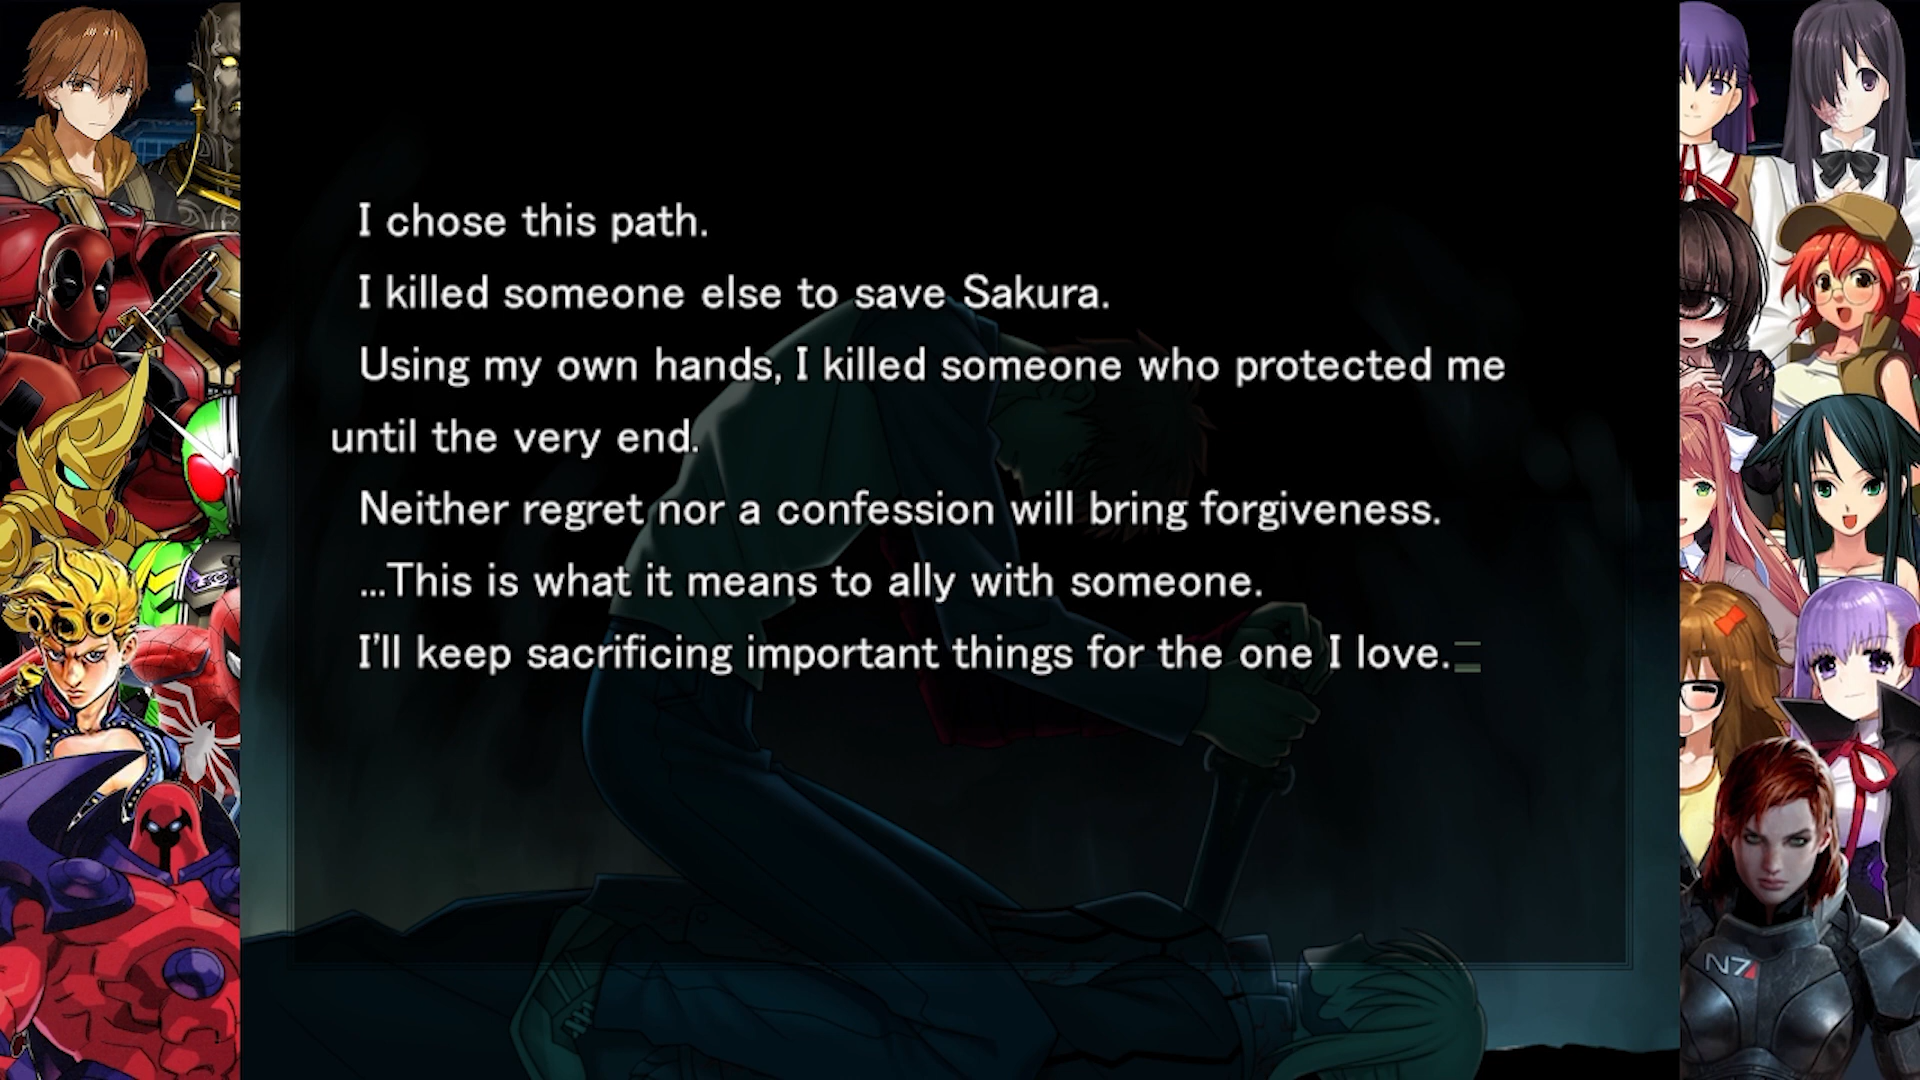 I chose this path.
I killed someone else to save Sakura.
Using my own hands, I killed someone who protected me
until the very end.
Neither regret nor a confession will bring forgiveness.
...This is what it means to ally with someone.
I'll keep sacrificing important things for the one I love.
N7